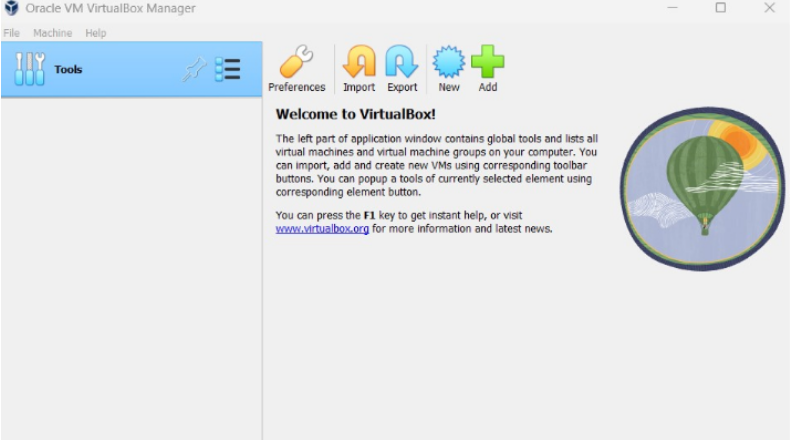 Oracle VM VirtualBox Manager
File Machine Help
Tools
Preferences Import Export New Add
Welcome to VirtualBox!
The left part of application window contains global tools and lists all
virtual machines and virtual machine groups on your computer. You
can import, add and create new VMs using corresponding toolbar
buttons. You can popup a tools of currently selected element using
corresponding element button.
You can press the F1 key to get instant help, or visit
www.virtualbox.org for more information and latest news.